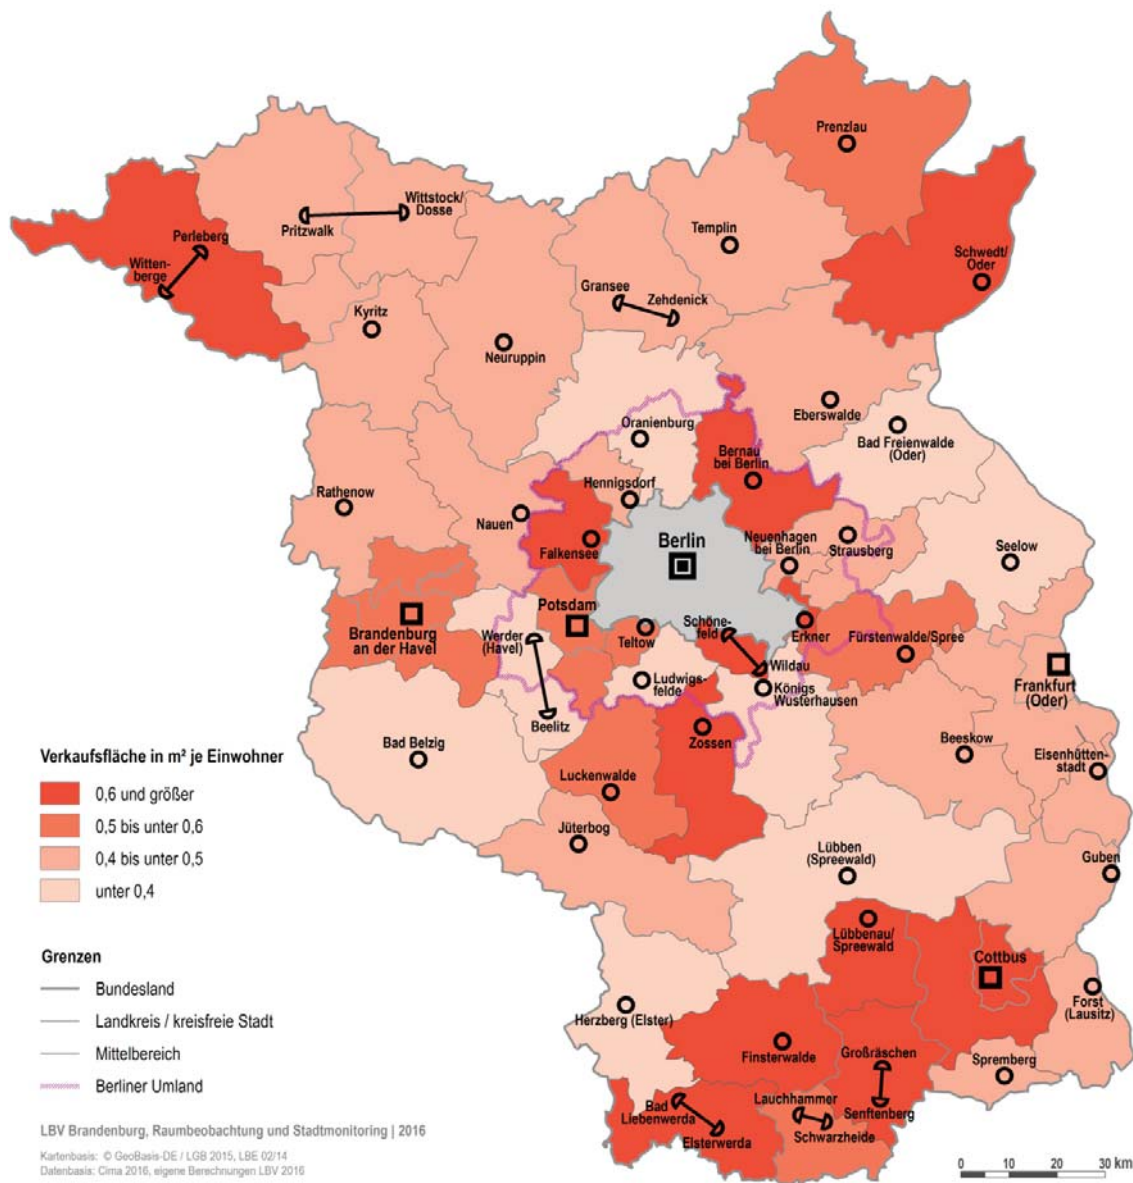 Prenzlau
Wittstock/
Dosse
Pritzwalk
Perleberg
Witten-
berge
Templin
Schwedt/
Oder
Gransee
Zehdenick
Kyritz
Neuruppin
Eberswalde
Oranienburg
Bad Freienwalde
(Oder)
Bernau
bei Berlin
Hennigsdorf
Rathenow
Nauen
Falkensee
Berlin
Neuenhagen
bei Berlin
Strausberg
Seelow
Potsdam
Brandenburg
an der Havel
Werder
(Havel)
Teltow
Schöne-
feld
Erkner
Fürstenwalde/Spree
Wildau
Ludwigs-
felde
Königs
Wusterhausen
Frankfurt
(Oder)
Beelitz
Zossen
Bad Belzig
Beeskow
Eisenhütten-
stadt
Luckenwalde
Jüterbog
Lübben
(Spreewald)
Guben
Lübbenau/
Spreewald
Cottbus
Forst
(Lausitz)
Herzberg (Elster)
Finsterwalde
Großräschen
Spremberg
Bad
Liebenwerda
Elsterwerda
Lauchhammer
Schwarzheide
Senftenberg
Verkaufsfläche in m² je Einwohner
0,6 und größer
0,5 bis unter 0,6
0,4 bis unter 0,5
unter 0,4
Grenzen
Bundesland
Landkreis / kreisfreie Stadt
Mittelbereich
Berliner Umland
LBV Brandenburg, Raumbeobachtung und Stadtmonitoring | 2016
Kartenbasis: © GeoBasis-DE / LGB 2015, LBE 02/14
Datenbasis: Cima 2016, eigene Berechnungen LBV 2016
0 10 20 30 km